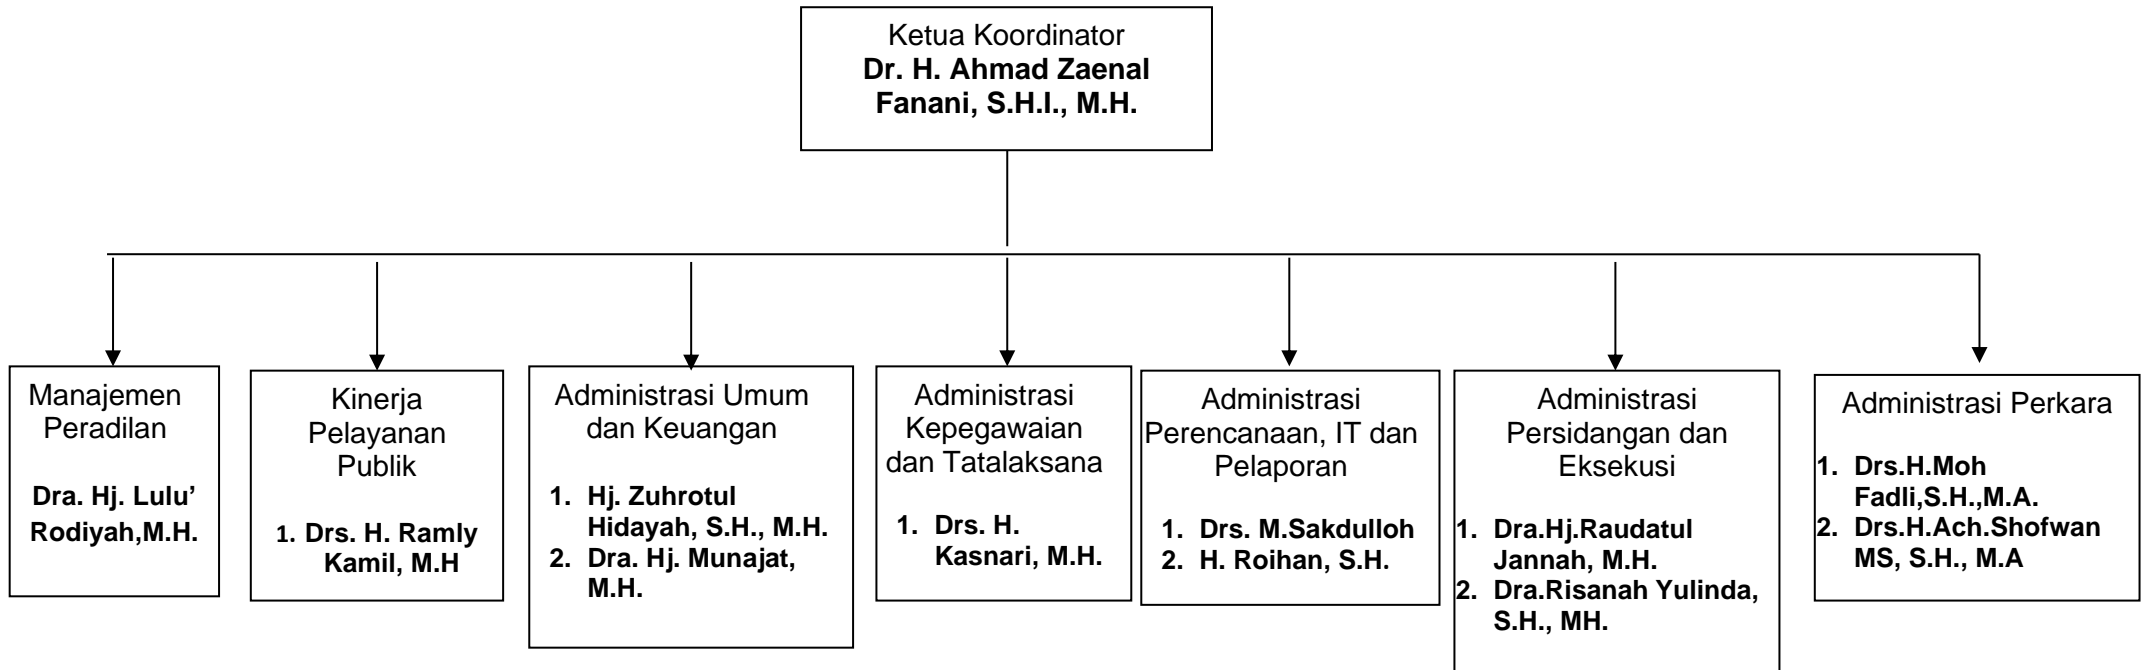 Ketua Koordinator
Dr. H. Ahmad Zaenal
Fanani, S.H.I., M.H.
Manajemen
Peradilan
Dra. Hj. Lulu’
Rodiyah,M.H.
Kinerja
Pelayanan
Publik
1. Drs. H. Ramly
Kamil, M.H
Administrasi Umum
dan Keuangan
1. Hj. Zuhrotul
Hidayah, S.H., M.H.
2. Dra. Hj. Munajat,
M.H.
Administrasi
Kepegawaian
dan Tatalaksana
1. Drs. H.
Kasnari, M.H.
Administrasi
Perencanaan, IT dan
Pelaporan
1. Drs. M.Sakdulloh
2. H. Roihan, S.H.
Administrasi
Persidangan dan
Eksekusi
1. Dra.Hj.Raudatul
Jannah, M.H.
2. Dra.Risanah Yulinda,
S.H., MH.
Administrasi Perkara
1. Drs.H.Moh
Fadli,S.H.,M.A.
2. Drs.H.Ach.Shofwan
MS, S.H., M.A